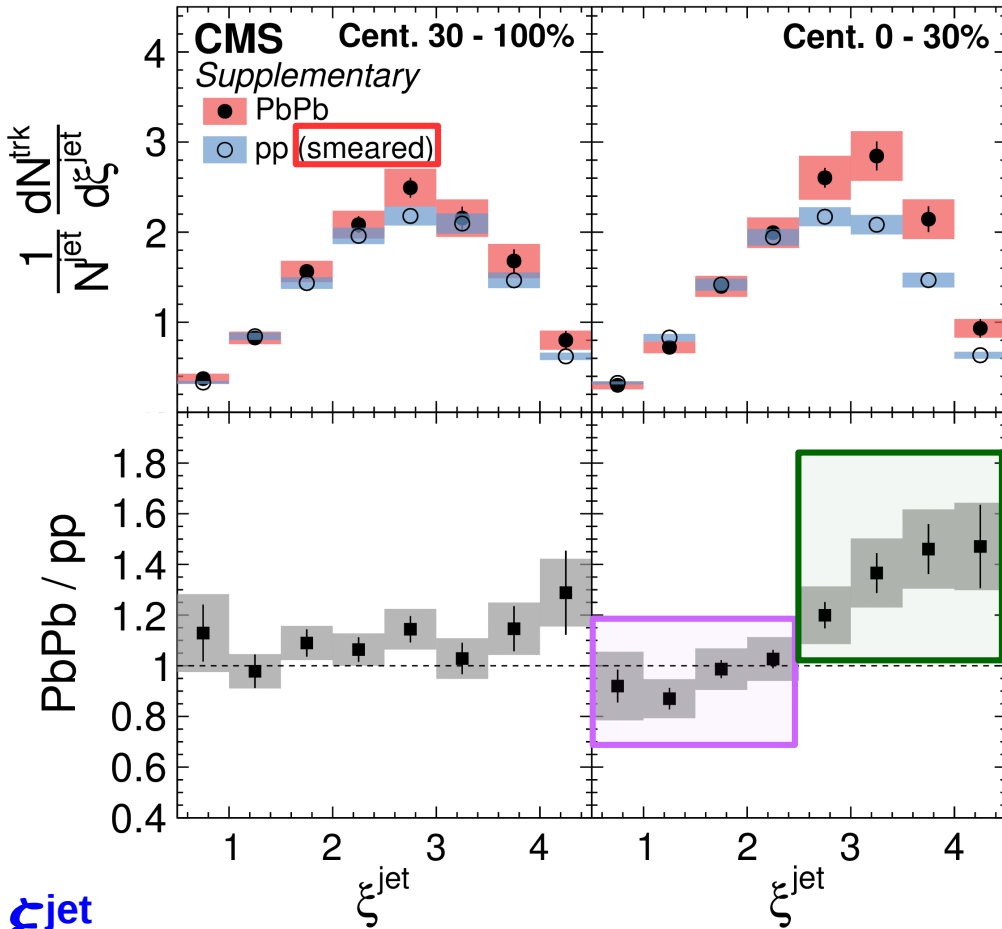 CMS Cent. 30 - 100%
Supplementary
PbPb
pp (smeared)
Cent. 0 - 30%
1 dN^trk
N^jet dξ^jet
4
3
2
1
PbPb / pp
1.8
1.6
1.4
1.2
1
0.8
0.6
0.4
1 2 3 4
1 2 3 4
ξ^jet
ξ^jet
ξ^jet